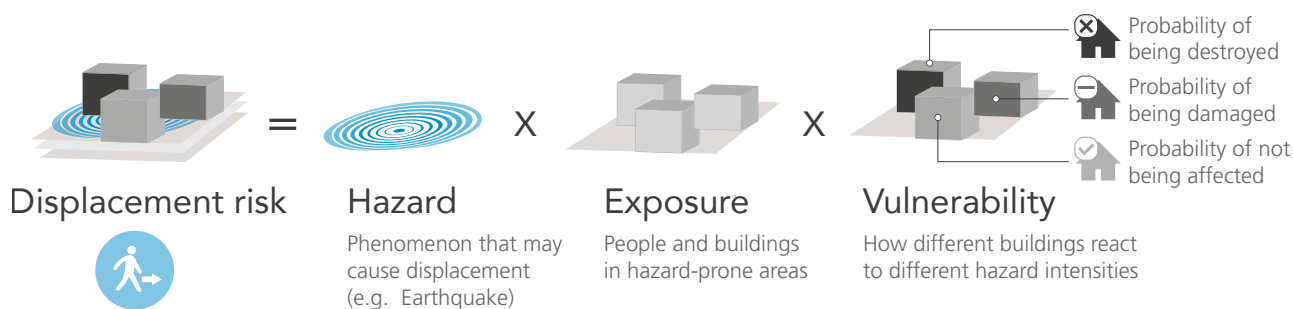 Displacement risk
=
Hazard
Phenomenon that may
cause displacement
(e.g. Earthquake)
X
Exposure
People and buildings
in hazard-prone areas
X
Vulnerability
How different buildings react
to different hazard intensities
Probability of
being destroyed
Probability of
being damaged
Probability of not
being affected